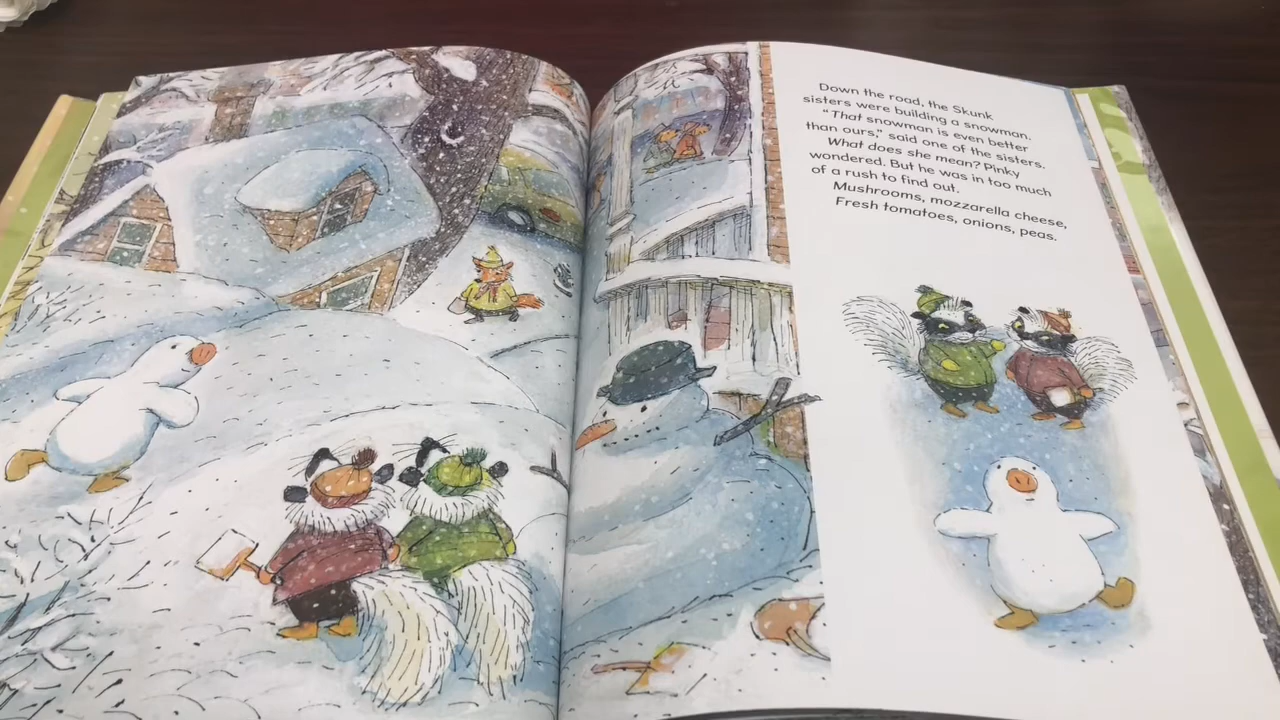 Down the road, the Skunk
sisters were building a snowman.
"That snowman is even better
than ours," said one of the sisters.
What does she mean? Pinky
wondered. But he was in too much
of a rush to find out.
Mushrooms, mozzarella cheese,
Fresh tomatoes, onions, peas.